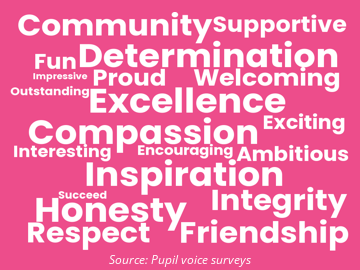 Community Supportive
Fun Determination
Impressive Proud Welcoming
Outstanding Excellence
Compassion Exciting
Interesting Encouraging Ambitious
Inspiration
Succeed Integrity
Honesty
Respect Friendship
Source: Pupil voice surveys